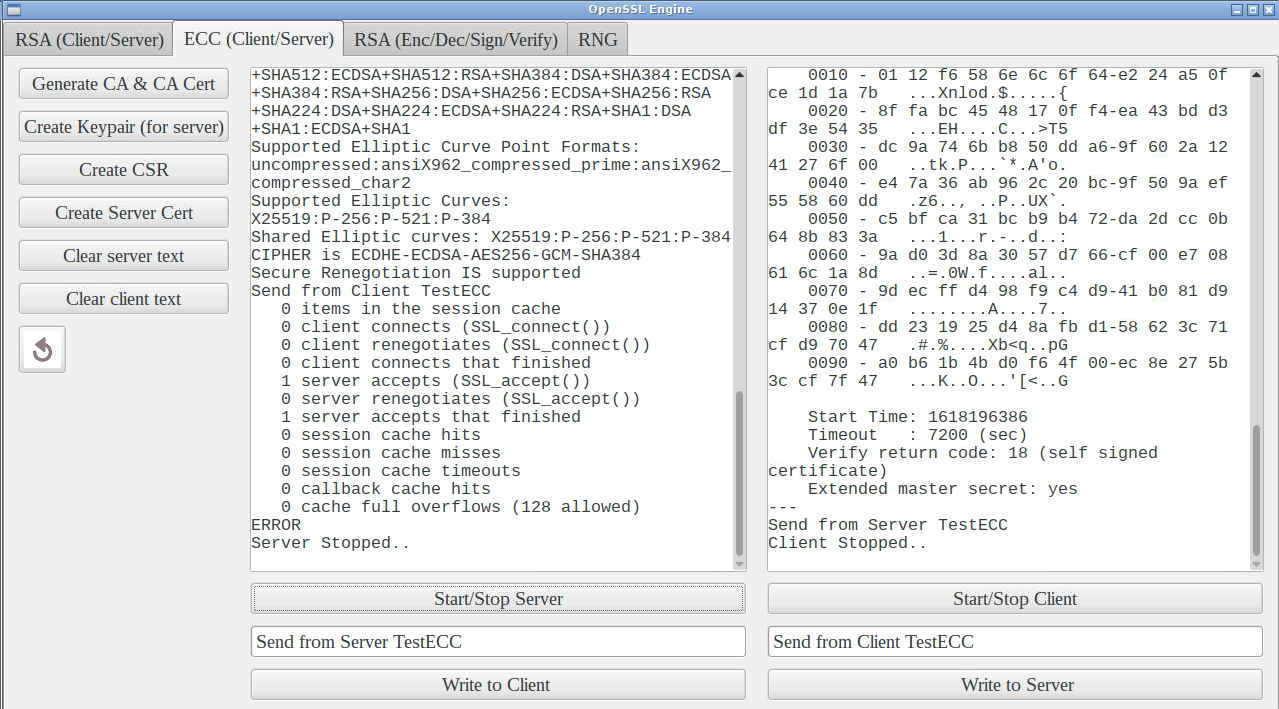 OpenSSL Engine
RSA (Client/Server)
ECC (Client/Server)
RSA (Enc/Dec/Sign/Verify)
RNG
Generate CA & CA Cert
Create Keypair (for server)
Create CSR
Create Server Cert
Clear server text
Clear client text
+SHA512:ECDSA+SHA512:RSA+SHA384:DSA+SHA384:ECDSA
+SHA384:RSA+SHA256:DSA+SHA256:ECDSA+SHA256:RSA
+SHA224:DSA+SHA224:ECDSA+SHA224:RSA+SHA1:DSA
+SHA1:ECDSA+SHA1
Supported Elliptic Curve Point Formats:
uncompressed:ansiX962_compressed_prime:ansiX962_
compressed_char2
Supported Elliptic Curves:
X25519:P-256:P-521:P-384
Shared Elliptic curves: X25519:P-256:P-521:P-384
CIPHER is ECDHE-ECDSA-AES256-GCM-SHA384
Secure Renegotiation IS supported
Send from Client TestECC
0 items in the session cache
0 client connects (SSL_connect())
0 client renegotiates (SSL_connect())
0 client connects that finished
1 server accepts (SSL_accept())
0 server renegotiates (SSL_accept())
1 server accepts that finished
0 session cache hits
0 session cache misses
0 session cache timeouts
0 callback cache hits
0 cache full overflows (128 allowed)
ERROR
Server Stopped..
Start/Stop Server
Send from Server TestECC
Write to Client
0010 - 01 12 f6 58 6e 6c 6f 64-e2 24 a5 0f
ce 1d 1a 7b   ...Xnlod.$.....{
0020 - 8f fa bc 45 48 17 0f f4-ea 43 bd d3
df 3e 54 35   ...EH....C...>T5
0030 - dc 9a 74 6b b8 50 dd a6-9f 60 2a 12
41 27 6f 00   ..tk.P...`*.A'o.
0040 - e4 7a 36 ab 96 2c 20 bc-9f 50 9a ef
55 58 60 dd   .z6.., ..P..UX`.
0050 - c5 bf ca 31 bc b9 b4 72-da 2d cc 0b
64 8b 83 3a   ...1...r.-..d..:
0060 - 9a d0 3d 8a 30 57 d7 66-cf 00 e7 08
61 6c 1a 8d   ..=.0W.f....al..
0070 - 9d ec ff d4 98 f9 c4 d9-41 b0 81 d9
14 37 0e 1f   ........A....7..
0080 - dd 23 19 25 d4 8a fb d1-58 62 3c 71
cf d9 70 47   .#.%....Xb<q..pG
0090 - a0 b6 1b 4b d0 f6 4f 00-ec 8e 27 5b
3c cf 7f 47   ...K..O...'[<..G
Start Time: 1618196386
Timeout   : 7200 (sec)
Verify return code: 18 (self signed
certificate)
Extended master secret: yes
---
Send from Server TestECC
Client Stopped..
Start/Stop Client
Send from Client TestECC
Write to Server